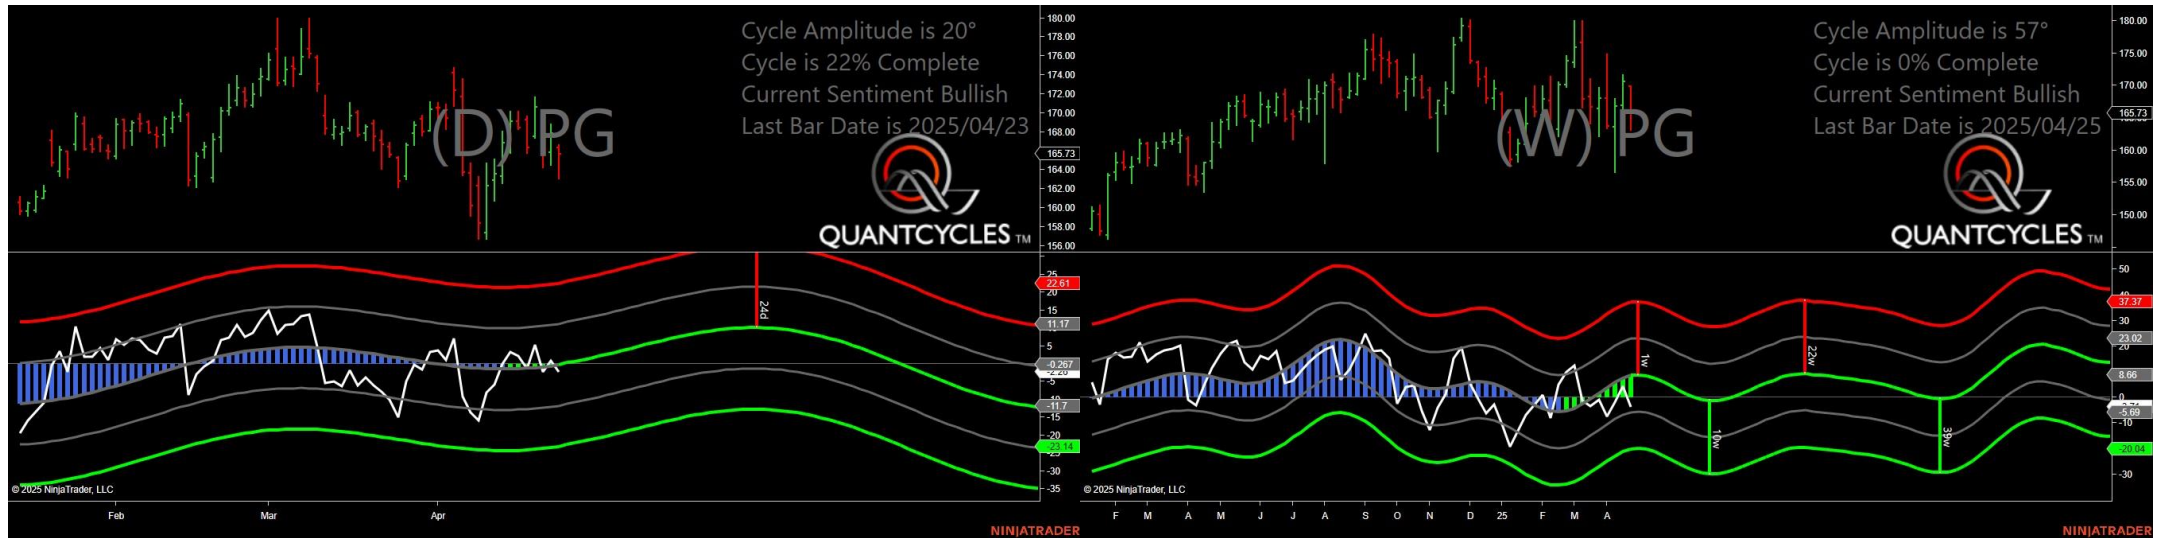 Cycle Amplitude is 20°
Cycle is 22% Complete
Current Sentiment Bullish
Last Bar Date is 2025/04/23
(D) PG
QUANTCYCLES TM
180.00
178.00
176.00
174.00
172.00
170.00
168.00
165.73
164.00
162.00
160.00
158.00
156.00
24d
25
22.61
20
15
11.17
5
-0.267
-5
-11.7
-15
-20
-23.14
-30
-35
© 2025 NinjaTrader, LLC
Feb
Mar
Apr
NINJATRADER
Cycle Amplitude is 57°
Cycle is 0% Complete
Current Sentiment Bullish
Last Bar Date is 2025/04/25
(W) PG
QUANTCYCLES TM
180.00
175.00
170.00
165.73
160.00
155.00
150.00
1w
10w
22w
39w
50
37.37
30
23.02
20
8.66
0
-5.69
-10
-20.04
-30
© 2025 NinjaTrader, LLC
F M A M J J A S O N D 25 F M A
NINJATRADER